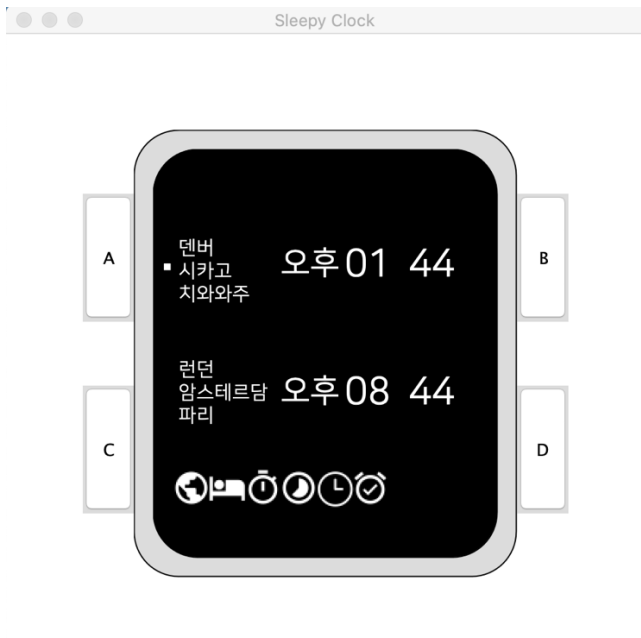 Sleepy Clock
A
B
덴버
시카고
치와와주
오후 01 44
런던
암스테르담
파리
오후 08 44
C
D